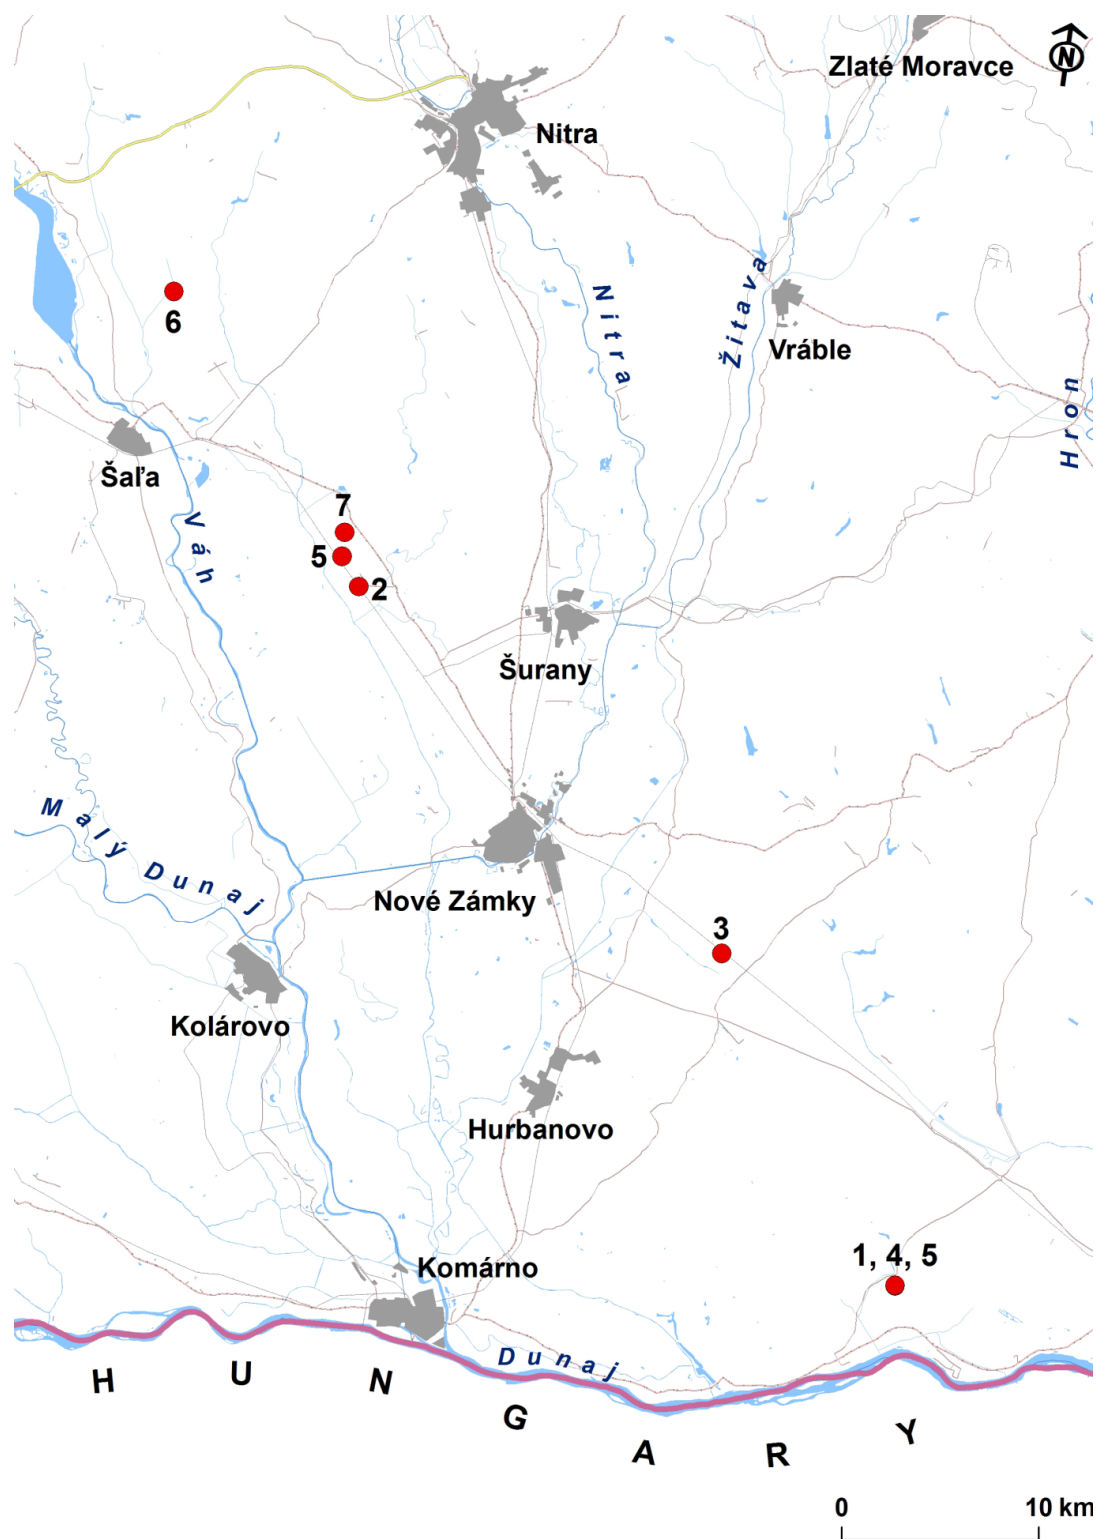 Zlaté Moravce
N
Nitra
Nitra
Žitava
6
Vráble
Hron
Šaľa
7
Váh
5
2
Šurany
Malý Dunaj
Nové Zámky
3
Kolárovo
Hurbanovo
1, 4, 5
Komárno
Dunaj
HUNGARY
0 10 km